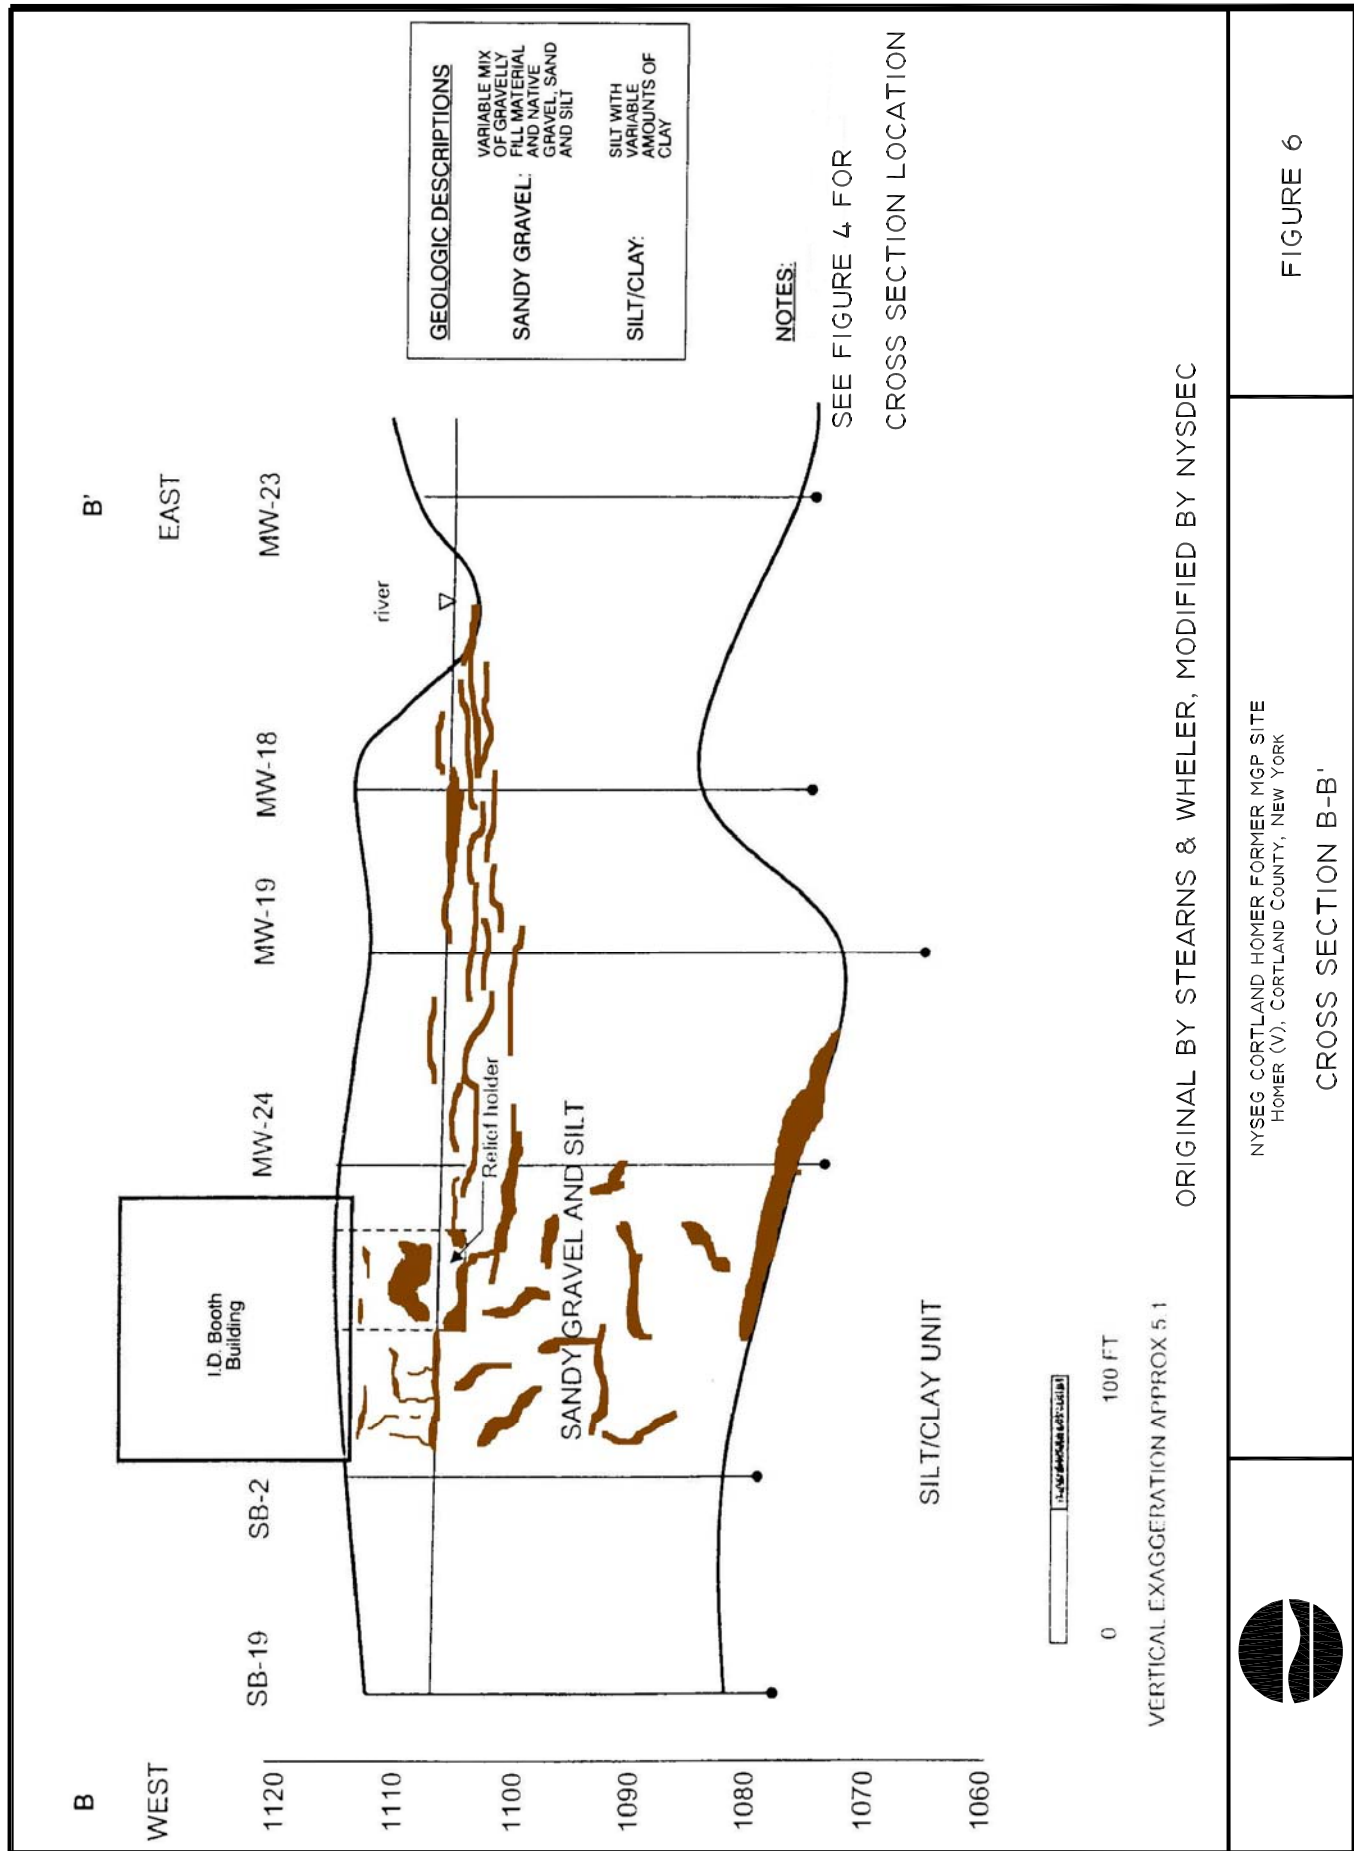 B
B'
WEST
EAST
SB-19
SB-2
MW-24
MW-19
MW-18
MW-23
1120
1110
1100
1090
1080
1070
1060
I.D. Booth
Building
river
Relief holder
SANDY GRAVEL AND SILT
SILT/CLAY UNIT
0
100 FT
VERTICAL EXAGGERATION APPROX 5:1
GEOLOGIC DESCRIPTIONS
SANDY GRAVEL:
VARIABLE MIX
OF GRAVELLY
FILL MATERIAL
AND NATIVE
GRAVEL, SAND
AND SILT
SILT/CLAY:
SILT WITH
VARIABLE
AMOUNTS OF
CLAY
NOTES:
SEE FIGURE 4 FOR
CROSS SECTION LOCATION
ORIGINAL BY STEARNS & WHELER, MODIFIED BY NYSDEC
NYSEG CORTLAND HOMER FORMER MGP SITE
HOMER (V), CORTLAND COUNTY, NEW YORK
CROSS SECTION B-B'
FIGURE 6